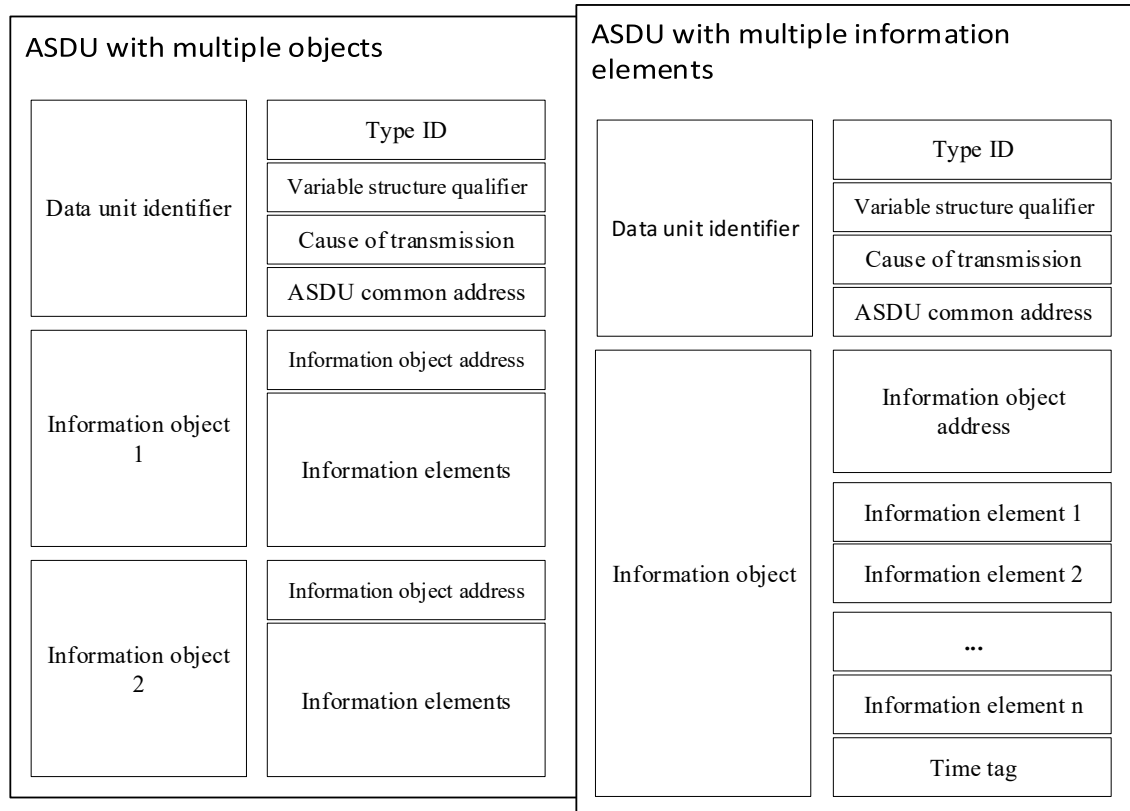 ASDU with multiple objects
Data unit identifier
Type ID
Variable structure qualifier
Cause of transmission
ASDU common address
Information object
1
Information object address
Information elements
Information object
2
Information object address
Information elements
ASDU with multiple information
elements
Data unit identifier
Type ID
Variable structure qualifier
Cause of transmission
ASDU common address
Information object
Information object
address
Information element 1
Information element 2
...
Information element n
Time tag